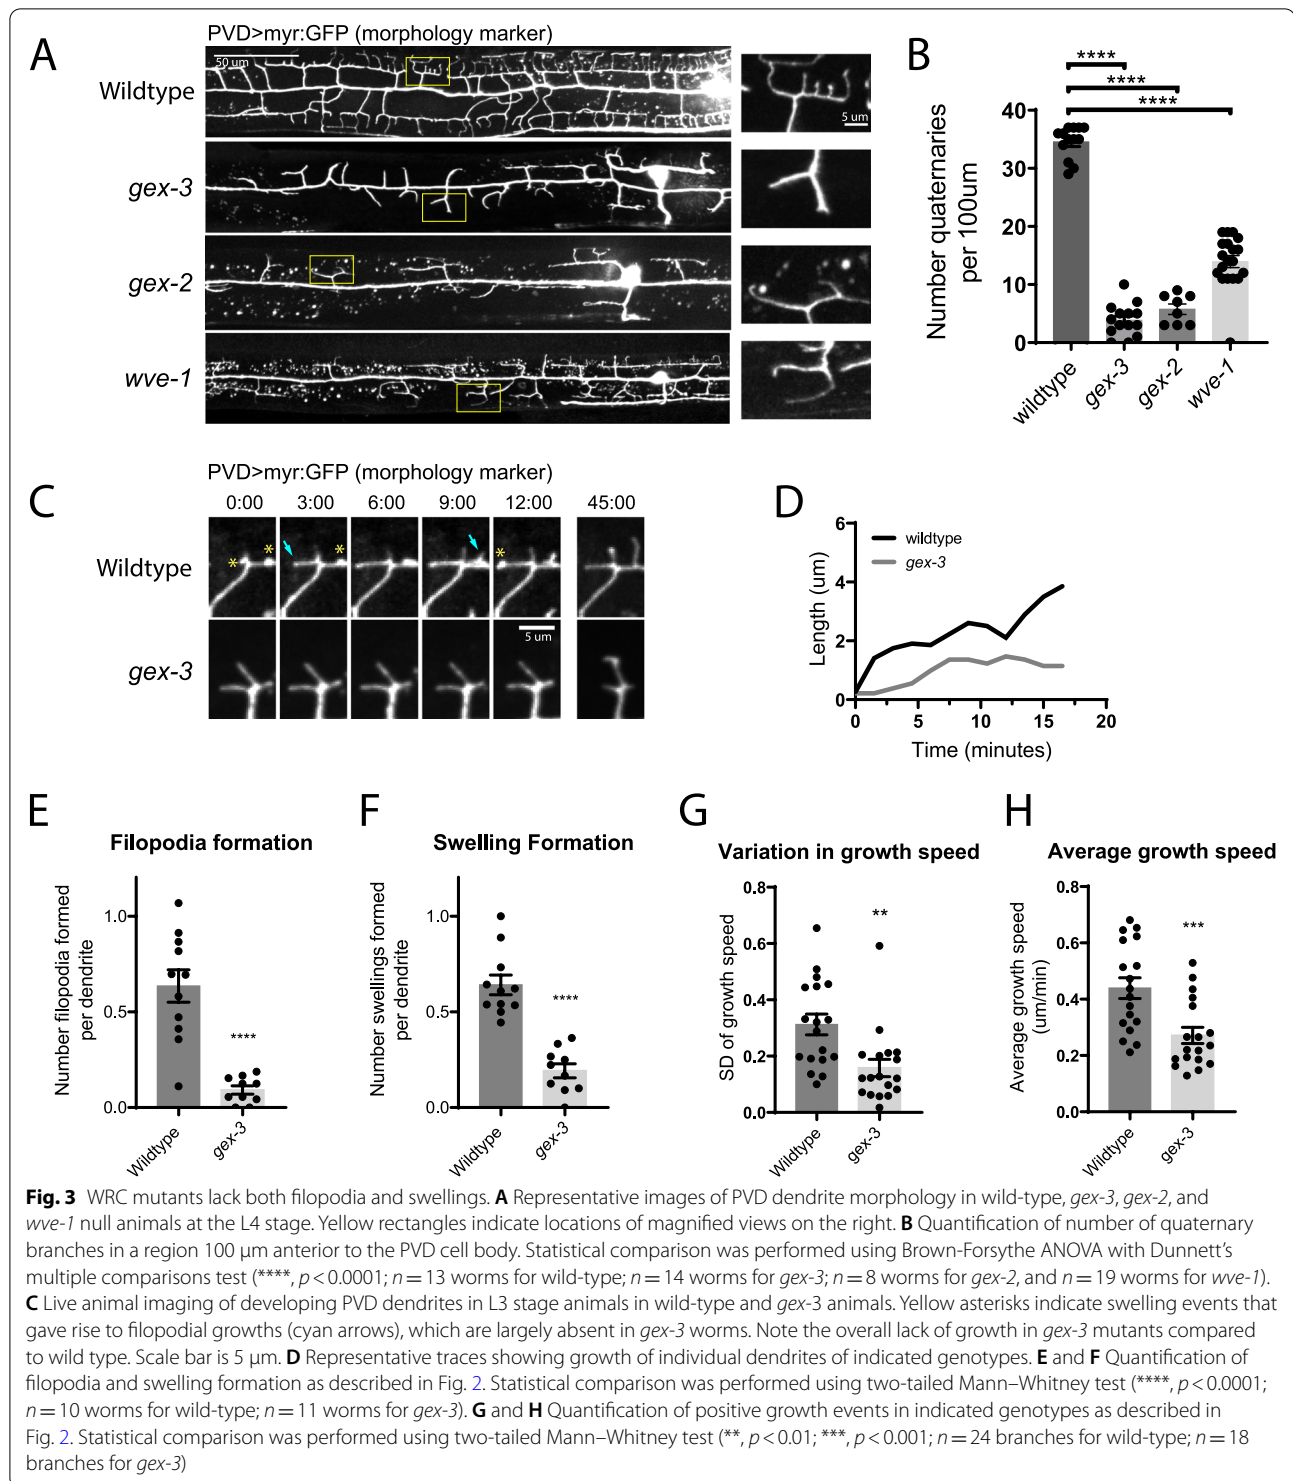 A
PVD>myr:GFP (morphology marker)
50 um
Wildtype
5 um
gex-3
gex-2
wve-1
B
****
****
****
Number quaternaries
per 100um
40
30
20
10
0
wildtype
gex-3
gex-2
wve-1
C
PVD>myr:GFP (morphology marker)
0:00 3:00 6:00 9:00 12:00 45:00
Wildtype
* * * *
gex-3
5 um
D
wildtype
gex-3
Length (um)
6
4
2
0
0 5 10 15 20
Time (minutes)
E
Filopodia formation
Number filopodia formed
per dendrite
1.0
0.5
0.0
****
Wildtype
gex-3
F
Swelling Formation
Number swellings formed
per dendrite
1.0
0.5
0.0
****
Wildtype
gex-3
G
Variation in growth speed
SD of growth speed
0.8
0.6
0.4
0.2
0.0
**
Wildtype
gex-3
H
Average growth speed
Average growth speed
(um/min)
0.8
0.6
0.4
0.2
0.0
***
Wildtype
gex-3
Fig. 3 WRC mutants lack both filopodia and swellings. A Representative images of PVD dendrite morphology in wild-type, gex-3, gex-2, and
wve-1 null animals at the L4 stage. Yellow rectangles indicate locations of magnified views on the right. B Quantification of number of quaternary
branches in a region 100 µm anterior to the PVD cell body. Statistical comparison was performed using Brown-Forsythe ANOVA with Dunnett’s
multiple comparisons test (****, p < 0.0001; n = 13 worms for wild-type; n = 14 worms for gex-3; n = 8 worms for gex-2, and n = 19 worms for wve-1).
C Live animal imaging of developing PVD dendrites in L3 stage animals in wild-type and gex-3 animals. Yellow asterisks indicate swelling events that
gave rise to filopodial growths (cyan arrows), which are largely absent in gex-3 worms. Note the overall lack of growth in gex-3 mutants compared
to wild type. Scale bar is 5 µm. D Representative traces showing growth of individual dendrites of indicated genotypes. E and F Quantification of
filopodia and swelling formation as described in Fig. 2. Statistical comparison was performed using two-tailed Mann–Whitney test (****, p < 0.0001;
n = 10 worms for wild-type; n = 11 worms for gex-3). G and H Quantification of positive growth events in indicated genotypes as described in
Fig. 2. Statistical comparison was performed using two-tailed Mann–Whitney test (**, p < 0.01; ***, p < 0.001; n = 24 branches for wild-type; n = 18
branches for gex-3)